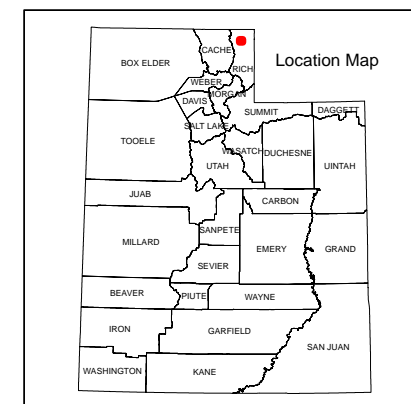 Location Map
BOX ELDER
CACHE
RICH
WEBER
MORGAN
DAVIS
SUMMIT
DAGGETT
SALT LAKE
TOOELE
WASATCH
DUCHESNE
UTAH
UINTAH
JUAB
CARBON
SANPETE
MILLARD
EMERY
GRAND
SEVIER
BEAVER
PIUTE
WAYNE
IRON
GARFIELD
SAN JUAN
WASHINGTON
KANE